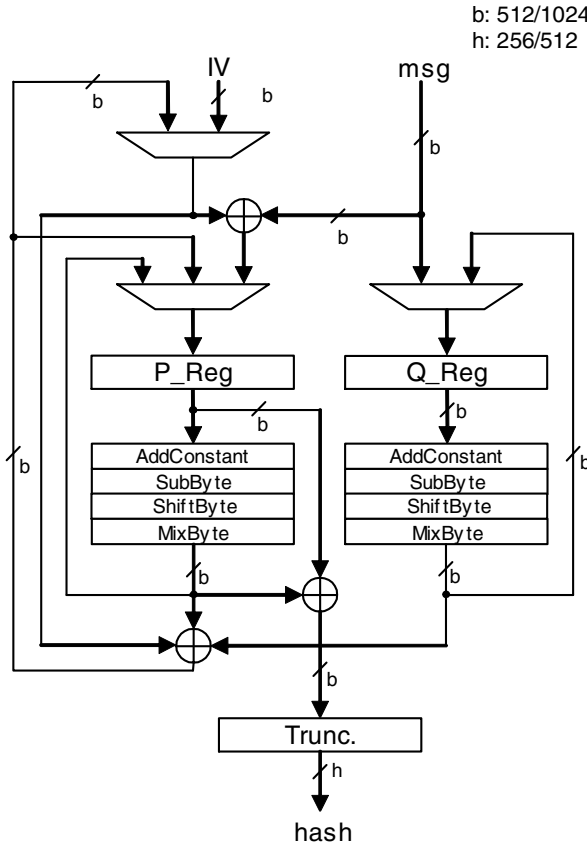 b: 512/1024
h: 256/512
IV
msg
b
b
b
b
P_Reg
Q_Reg
b
b
AddConstant
SubByte
ShiftByte
MixByte
AddConstant
SubByte
ShiftByte
MixByte
b
b
b
b
b
Trunc.
h
hash